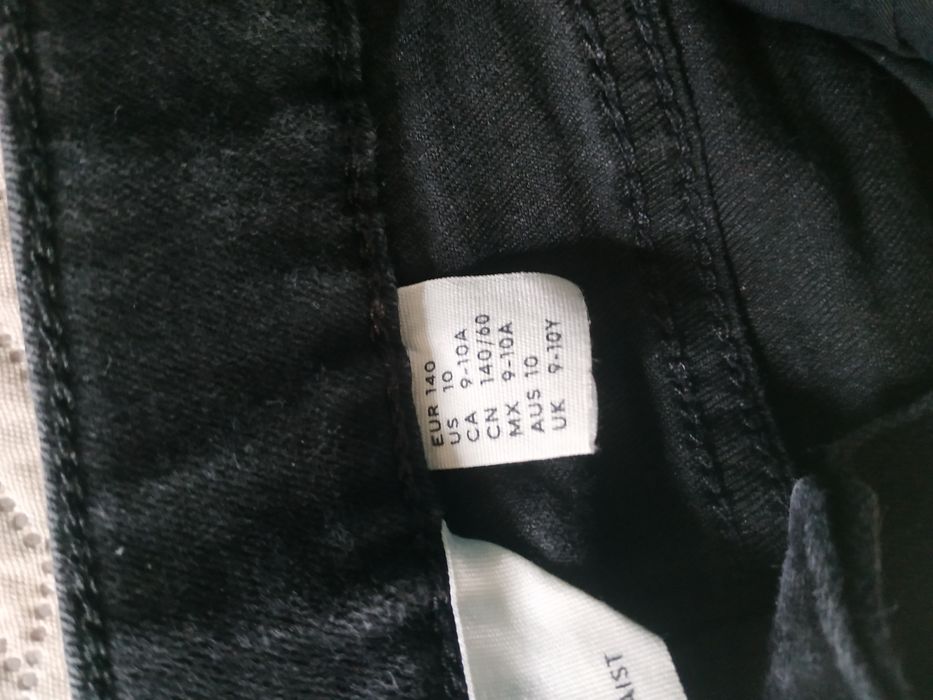 EUR 140
US 10
CA 9-10A
CN 140/60
MX 9-10A
AUS 10
UK 9-10Y
AIST